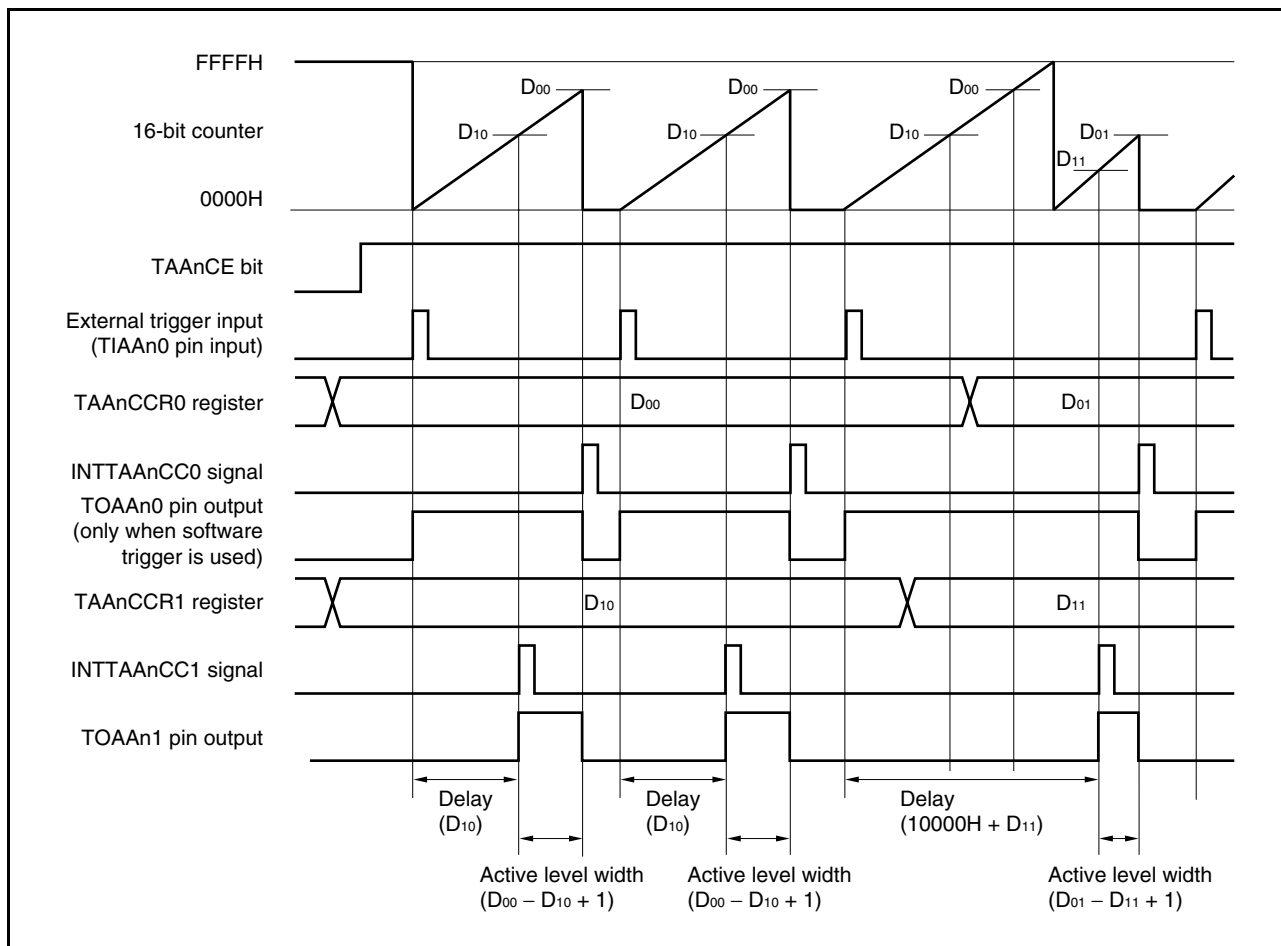 FFFFH
D00
D00
D00
16-bit counter
D10
D10
D10
D01
D11
0000H
TAAnCE bit
External trigger input
(TIAAn0 pin input)
TAAnCCR0 register
D00
D01
INTTAAnCC0 signal
TOAAn0 pin output
(only when software
trigger is used)
TAAnCCR1 register
D10
D11
INTTAAnCC1 signal
TOAAn1 pin output
Delay
(D10)
Delay
(D10)
Delay
(10000H + D11)
Active level width
(D00 − D10 + 1)
Active level width
(D00 − D10 + 1)
Active level width
(D01 − D11 + 1)